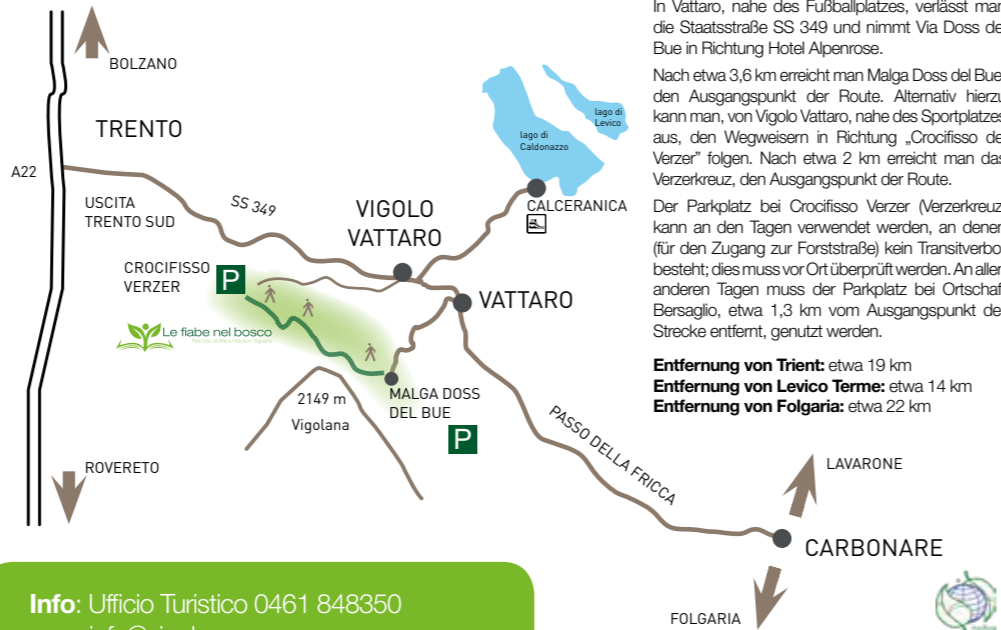 BOLZANO
TRENTO
A22
USCITA
TRENTO SUD
SS 349
VIGOLO
VATTARO
lago di
Caldonazzo
lago di
Levico
CALCERANICA
CROCIFISSO
VERZER
P
VATTARO
Le fiabe nel bosco
MALGA DOSS
DEL BUE
P
2149 m
Vigolana
PASSO DELLA FRICCA
ROVERETO
LAVARONE
CARBONARE
FOLGARIA
In Vattaro, nahe des Fußballplatzes, verlässt man
die Staatsstraße SS 349 und nimmt Via Doss de
Bue in Richtung Hotel Alpenrose.
Nach etwa 3,6 km erreicht man Malga Doss del Bue
den Ausgangspunkt der Route. Alternativ hierzu
kann man, von Vigolo Vattaro, nahe des Sportplatzes
aus, den Wegweisern in Richtung „Crocifisso de
Verzer” folgen. Nach etwa 2 km erreicht man das
Verzerkreuz, den Ausgangspunkt der Route.
Der Parkplatz bei Crocifisso Verzer (Verzerkreuz
kann an den Tagen verwendet werden, an denen
(für den Zugang zur Forststraße) kein Transitverbo
besteht; dies muss vor Ort überprüft werden. An allen
anderen Tagen muss der Parkplatz bei Ortschaf
Bersaglio, etwa 1,3 km vom Ausgangspunkt de
Strecke entfernt, genutzt werden.
Entfernung von Trient: etwa 19 km
Entfernung von Levico Terme: etwa 14 km
Entfernung von Folgaria: etwa 22 km
Info: Ufficio Turistico 0461 848350